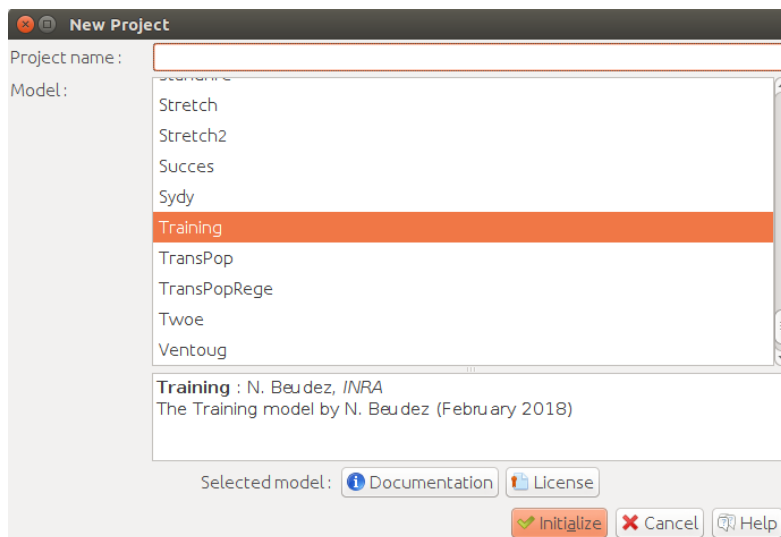 New Project
Project name :
Model :
Stretch
Stretch2
Succes
Sydy
Training
TransPop
TransPopRege
Twoe
Ventoug
Training : N. Beudez, INRA
The Training model by N. Beudez (February 2018)
Selected model : Documentation License
Initialize Cancel Help